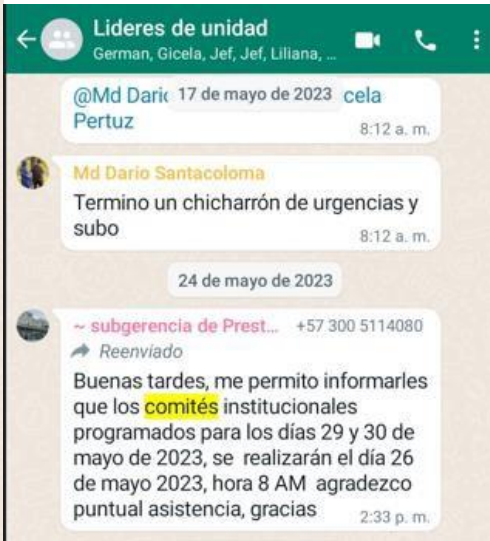 Lideres de unidad
German, Gicela, Jef, Jef, Liliana, ...
17 de mayo de 2023
@Md Daric cela
Pertuz
8:12 a. m.
Md Dario Santacoloma
Termino un chicharrón de urgencias y
subo
8:12 a. m.
24 de mayo de 2023
~ subgerencia de Prest... +57 300 5114080
Reenviado
Buenas tardes, me permito informarles
que los comités institucionales
programados para los días 29 y 30 de
mayo de 2023, se realizarán el día 26
de mayo 2023, hora 8 AM agradezco
puntual asistencia, gracias
2:33 p. m.